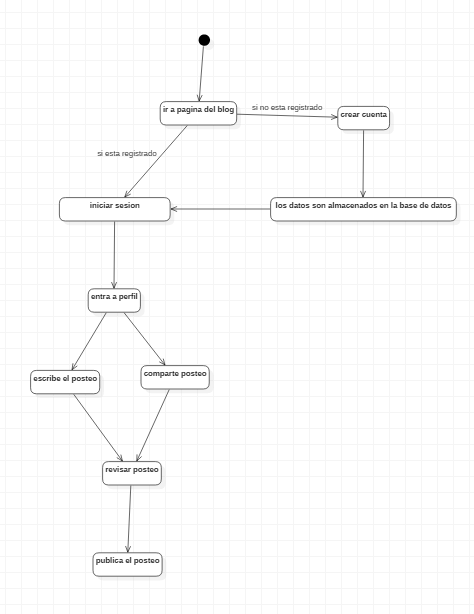 ir a pagina del blog
si no esta registrado
crear cuenta
si esta registrado
iniciar sesion
los datos son almacenados en la base de datos
entra a perfil
escribe el posteo
comparte posteo
revisar posteo
publica el posteo